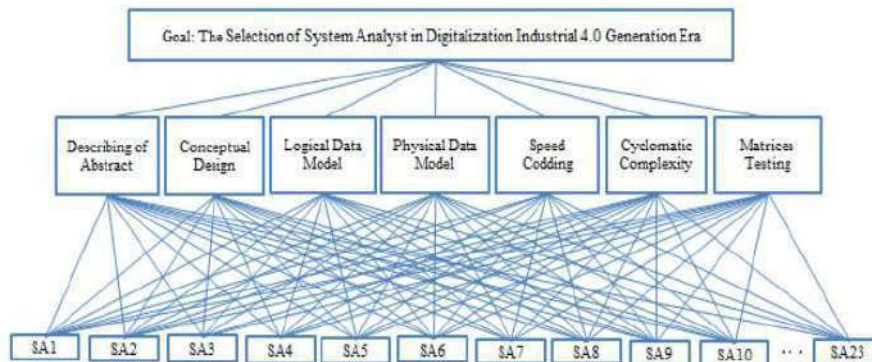 Goal: The Selection of System Analyst in Digitalization Industrial 4.0 Generation Era
Describing of
Abstract
Conceptual
Design
Logical Data
Model
Physical Data
Model
Speed
Codding
Cyclomatic
Complexity
Matrices
Testing
SA1
SA2
SA3
SA4
SA5
SA6
SA7
SA8
SA9
SA10
...
SA23